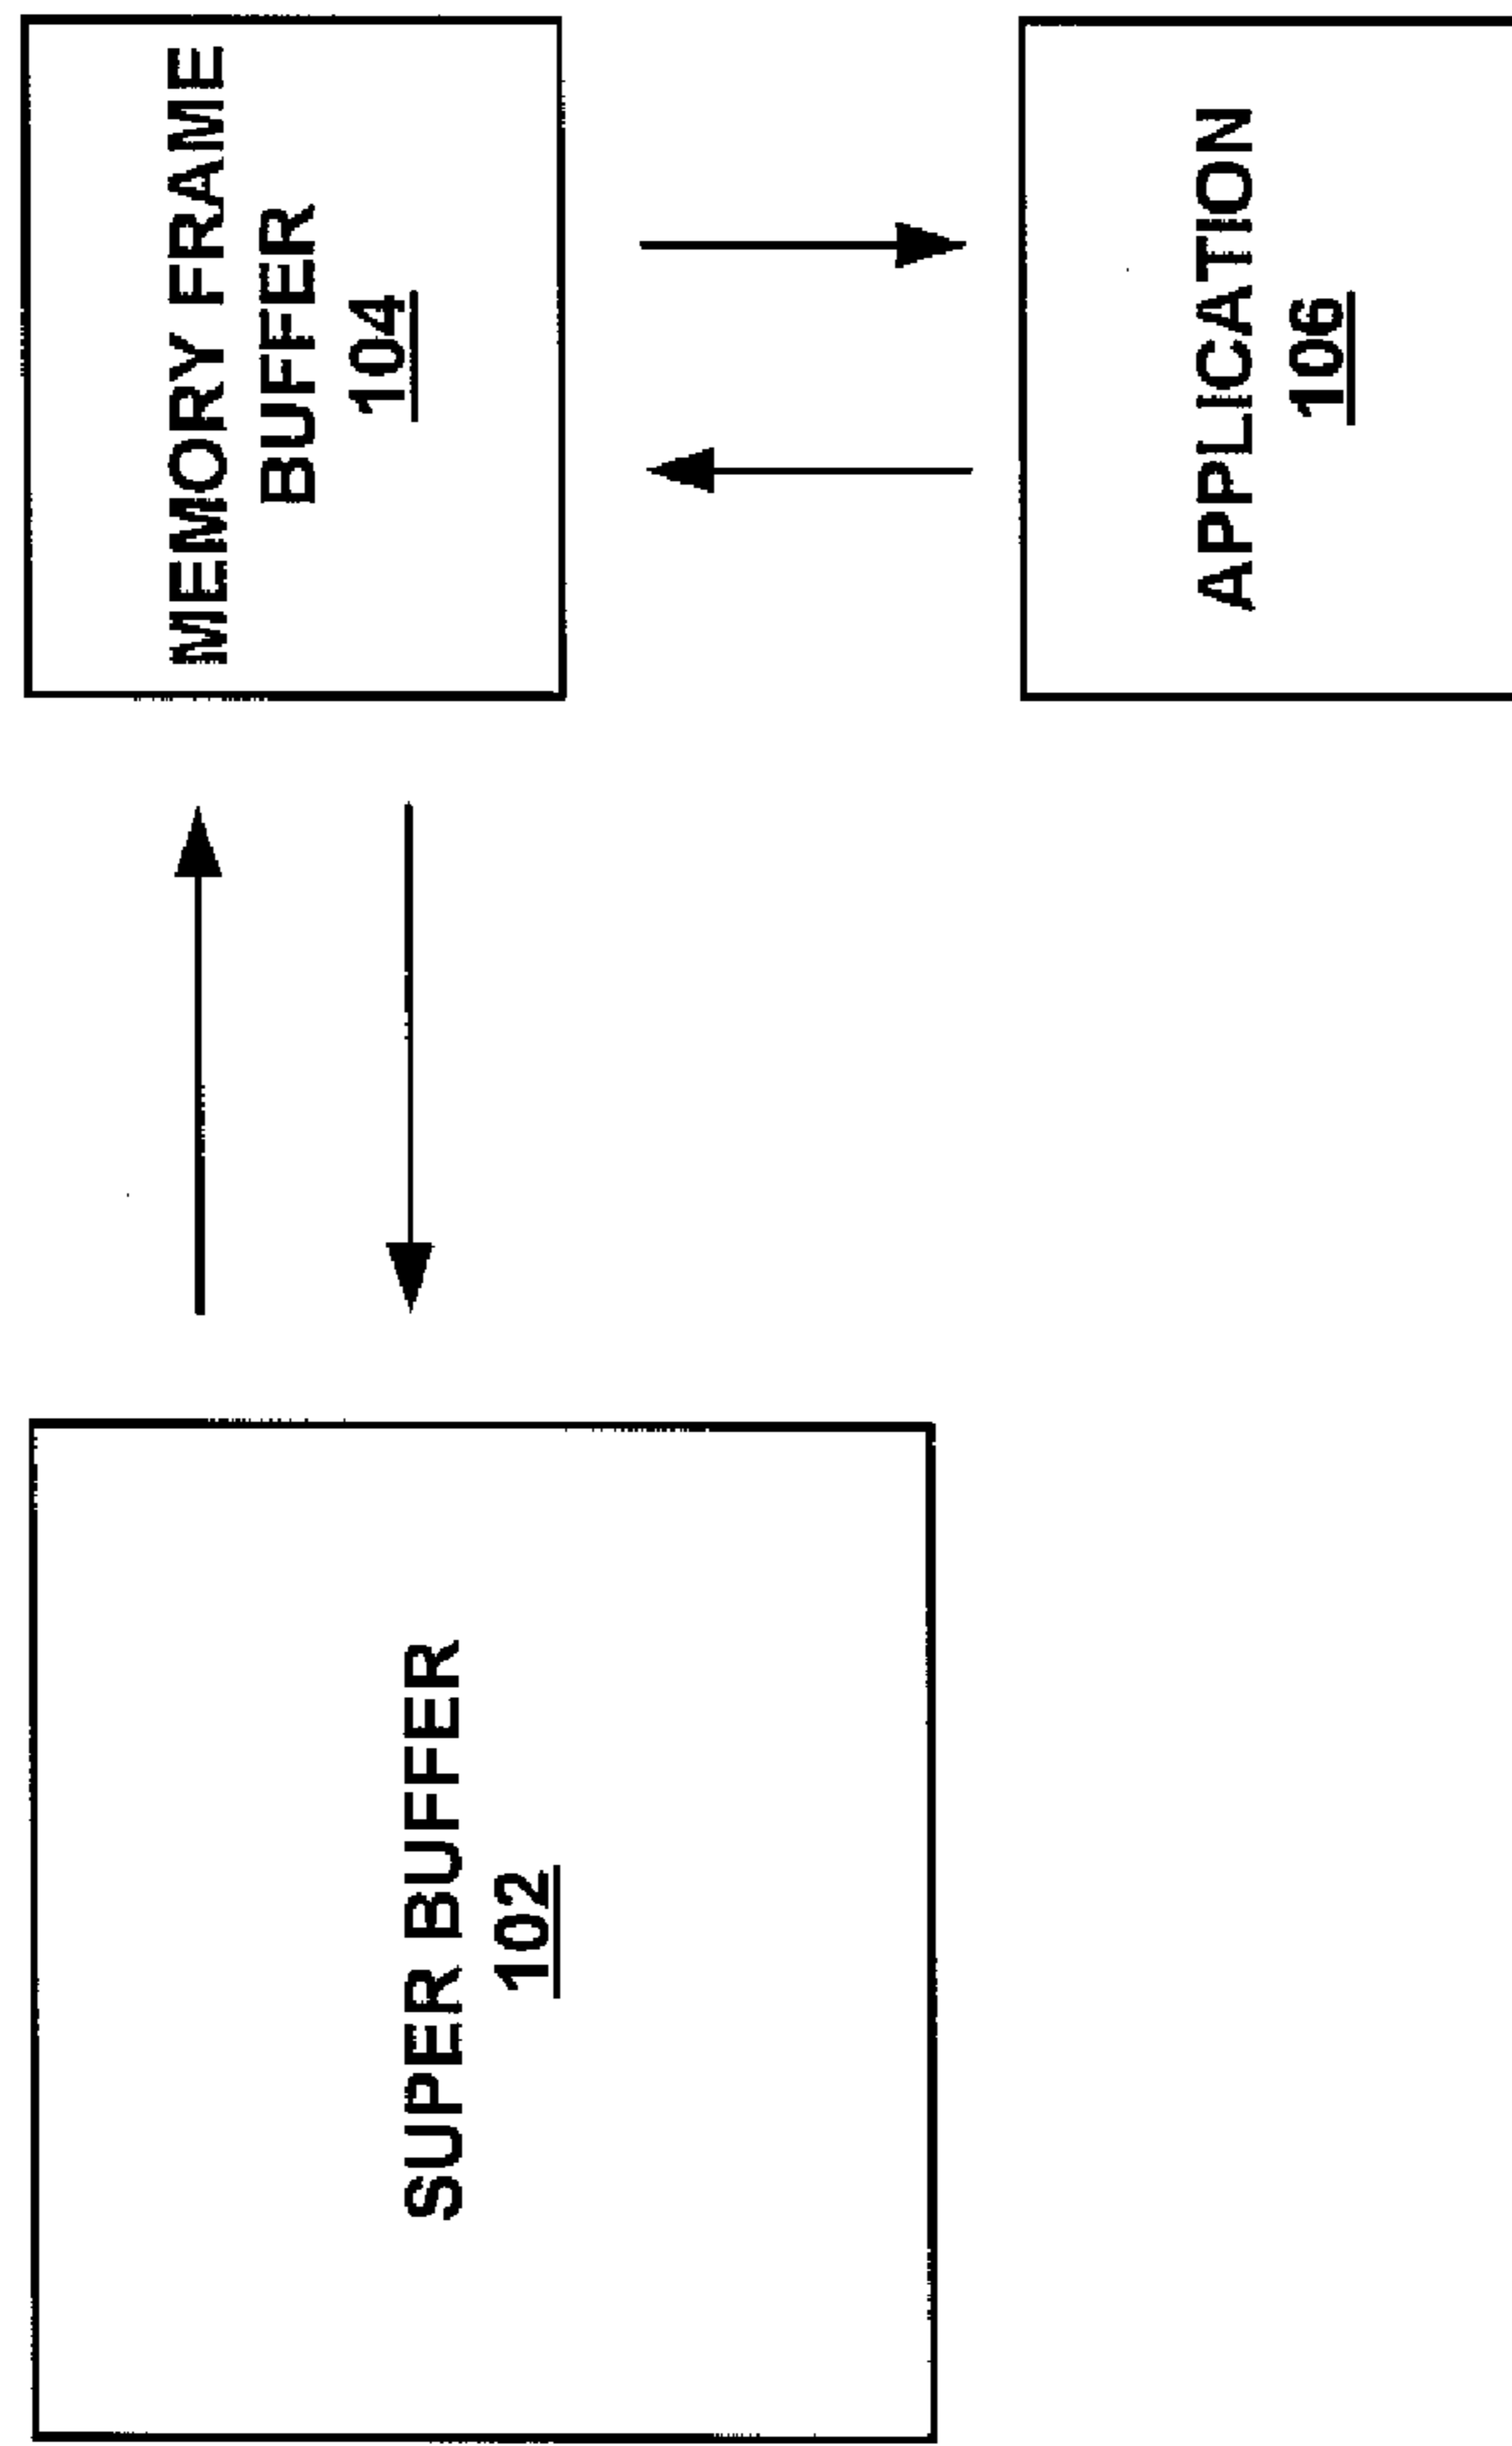 SUPER BUFFER
102
MEMORY FRAME
BUFFER
104
APPLICATION
106